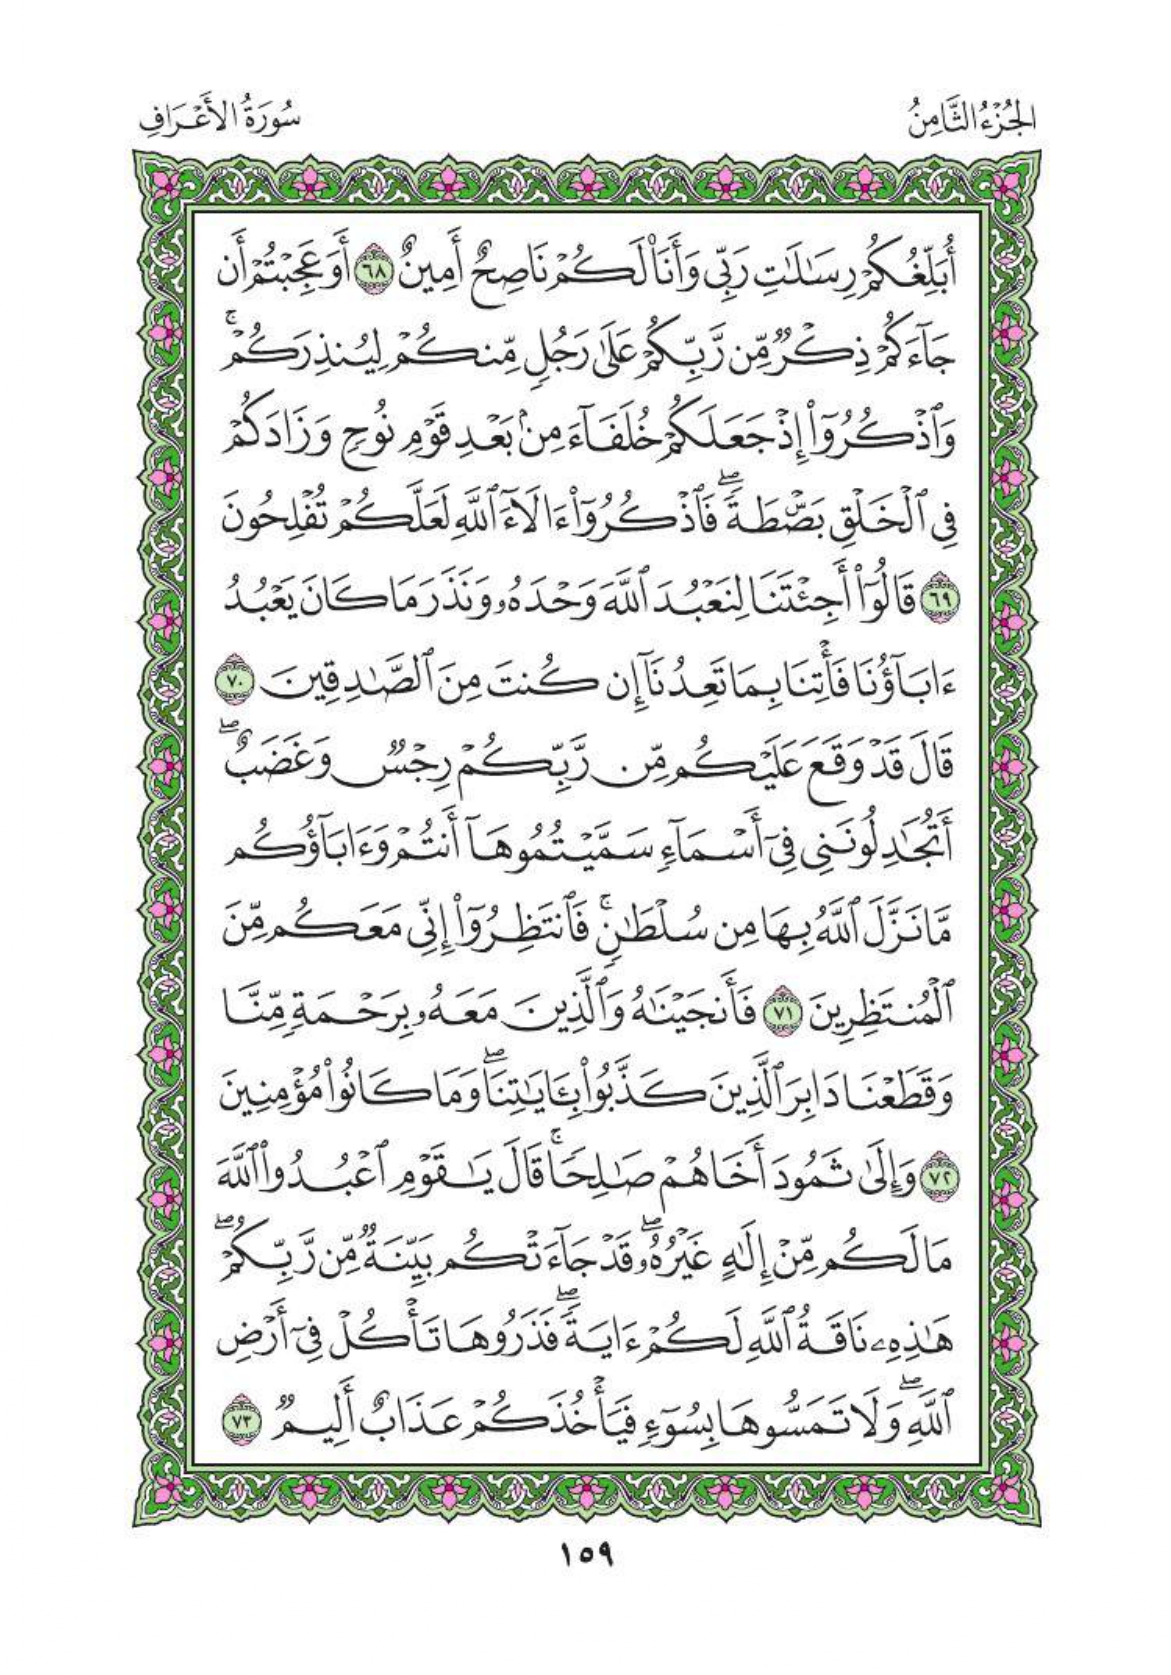 الجُزْءُ الثَّامِنُ
سُورَةُ الأَعْرَافِ
أُبَلِّغُكُمْ رِسَٰلَٰتِ رَبِّى وَأَنَا۠ لَكُمْ نَاصِحٌ أَمِينٌ ٦٨ أَوَعَجِبْتُمْ أَن
جَآءَكُمْ ذِكْرٌ مِّن رَّبِّكُمْ عَلَىٰ رَجُلٍ مِّنكُمْ لِيُنذِرَكُمْ ۚ
وَٱذْكُرُوٓا۟ إِذْ جَعَلَكُمْ خُلَفَآءَ مِنۢ بَعْدِ قَوْمِ نُوحٍ وَزَادَكُمْ
فِى ٱلْخَلْقِ بَصْۜطَةً ۖ فَٱذْكُرُوٓا۟ ءَالَآءَ ٱللَّهِ لَعَلَّكُمْ تُفْلِحُونَ
٦٩ قَالُوٓا۟ أَجِئْتَنَا لِنَعْبُدَ ٱللَّهَ وَحْدَهُۥ وَنَذَرَ مَا كَانَ يَعْبُدُ
ءَابَآؤُنَا فَأْتِنَا بِمَا تَعِدُنَآ إِن كُنتَ مِنَ ٱلصَّٰدِقِينَ ٧٠
قَالَ قَدْ وَقَعَ عَلَيْكُم مِّن رَّبِّكُمْ رِجْسٌ وَغَضَبٌ ۖ
أَتُجَٰدِلُونَنِى فِىٓ أَسْمَآءٍ سَمَّيْتُمُوهَآ أَنتُمْ وَءَابَآؤُكُم
مَّا نَزَّلَ ٱللَّهُ بِهَا مِن سُلْطَٰنٍ ۚ فَٱنتَظِرُوٓا۟ إِنِّى مَعَكُم مِّنَ
ٱلْمُنتَظِرِينَ ٧١ فَأَنجَيْنَٰهُ وَٱلَّذِينَ مَعَهُۥ بِرَحْمَةٍ مِّنَّا
وَقَطَعْنَا دَابِرَ ٱلَّذِينَ كَذَّبُوا۟ بِـَٔايَٰتِنَا ۖ وَمَا كَانُوا۟ مُؤْمِنِينَ
٧٢ وَإِلَىٰ ثَمُودَ أَخَاهُمْ صَٰلِحًا ۚ قَالَ يَٰقَوْمِ ٱعْبُدُوا۟ ٱللَّهَ
مَا لَكُم مِّنْ إِلَٰهٍ غَيْرُهُۥ ۖ قَدْ جَآءَتْكُم بَيِّنَةٌ مِّن رَّبِّكُمْ ۖ
هَٰذِهِۦ نَاقَةُ ٱللَّهِ لَكُمْ ءَايَةً ۖ فَذَرُوهَا تَأْكُلْ فِىٓ أَرْضِ
ٱللَّهِ ۖ وَلَا تَمَسُّوهَا بِسُوٓءٍ فَيَأْخُذَكُمْ عَذَابٌ أَلِيمٌ ٧٣
١٥٩